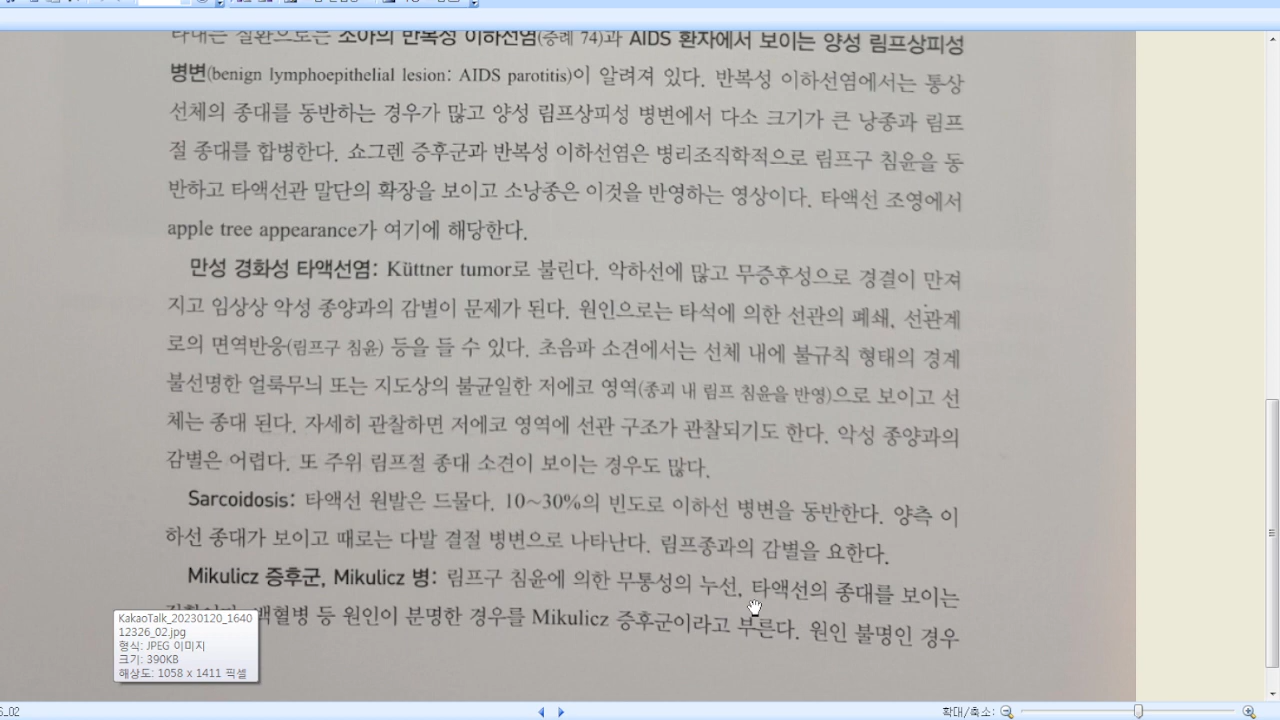 타내는 질환으로는 소아의 반복성 이하선염(증례 74)과 AIDS 환자에서 보이는 양성 림프상피성
병변(benign lymphoepithelial lesion: AIDS parotitis)이 알려져 있다. 반복성 이하선염에서는 통상
선체의 종대를 동반하는 경우가 많고 양성 림프상피성 병변에서 다소 크기가 큰 낭종과 림프
절 종대를 합병한다. 쇼그렌 증후군과 반복성 이하선염은 병리조직학적으로 림프구 침윤을 동
반하고 타액선관 말단의 확장을 보이고 소낭종은 이것을 반영하는 영상이다. 타액선 조영에서
apple tree appearance가 여기에 해당한다.
만성 경화성 타액선염: Küttner tumor로 불린다. 악하선에 많고 무증후성으로 경결이 만져
지고 임상상 악성 종양과의 감별이 문제가 된다. 원인으로는 타석에 의한 선관의 폐쇄, 선관계
로의 면역반응(림프구 침윤) 등을 들 수 있다. 초음파 소견에서는 선체 내에 불규칙 형태의 경계
불선명한 얼룩무늬 또는 지도상의 불균일한 저에코 영역(종괴 내 림프 침윤을 반영)으로 보이고 선
체는 종대 된다. 자세히 관찰하면 저에코 영역에 선관 구조가 관찰되기도 한다. 악성 종양과의
감별은 어렵다. 또 주위 림프절 종대 소견이 보이는 경우도 많다.
Sarcoidosis: 타액선 원발은 드물다. 10~30%의 빈도로 이하선 병변을 동반한다. 양측 이
하선 종대가 보이고 때로는 다발 결절 병변으로 나타난다. 림프종과의 감별을 요한다.
Mikulicz 증후군, Mikulicz 병: 림프구 침윤에 의한 무통성의 누선, 타액선의 종대를 보이는
백혈병 등 원인이 분명한 경우를 Mikulicz 증후군이라고 부른다. 원인 불명인 경우
KakaoTalk_20230120_1640
12326_02.jpg
형식: JPEG 이미지
크기: 390KB
해상도: 1058 x 1411 픽셀
6_02
확대/축소: